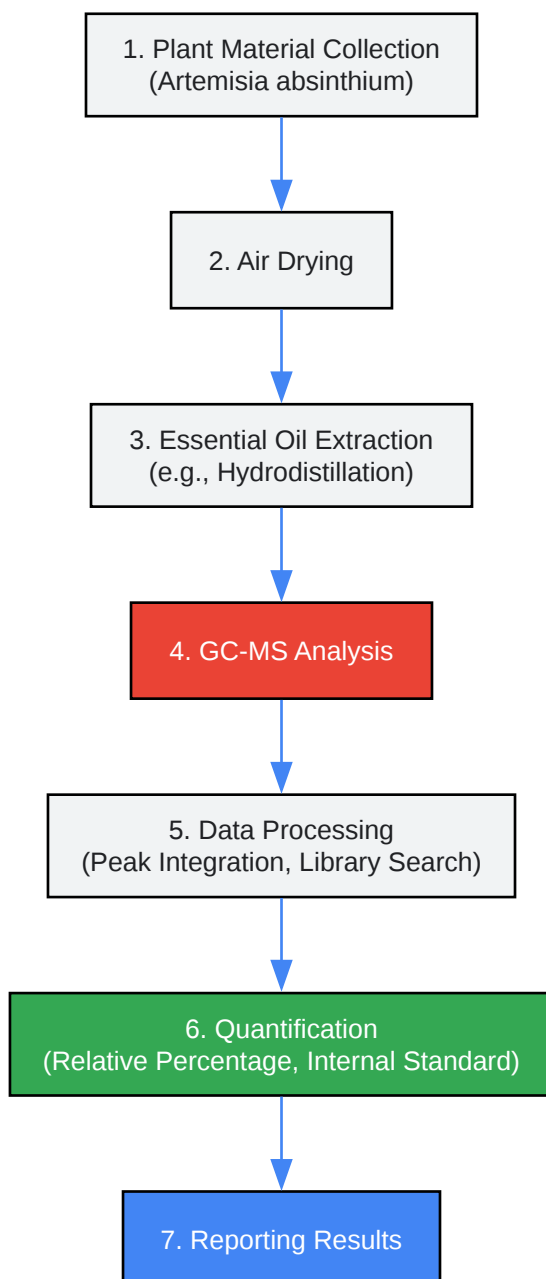 1. Plant Material Collection
(Artemisia absinthium)
2. Air Drying
3. Essential Oil Extraction
(e.g., Hydrodistillation)
4. GC-MS Analysis
5. Data Processing
(Peak Integration, Library Search)
6. Quantification
(Relative Percentage, Internal Standard)
7. Reporting Results